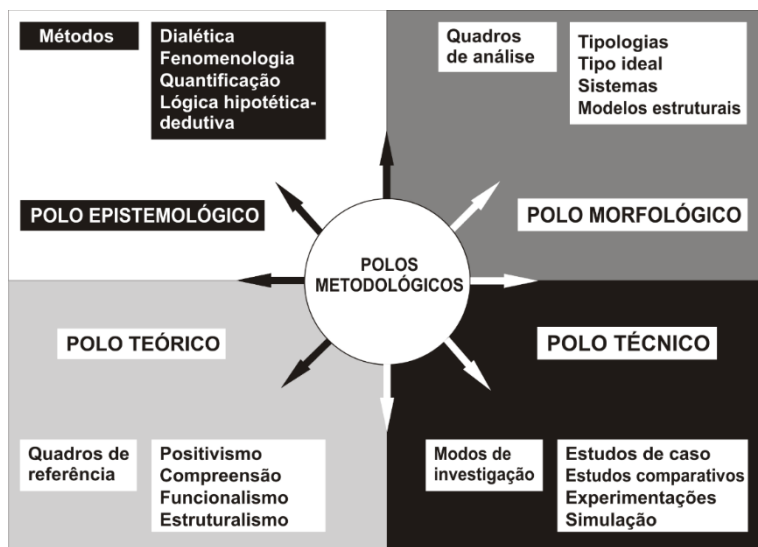 Métodos
Dialética
Fenomenologia
Quantificação
Lógica hipotética-
dedutiva
POLO EPISTEMOLÓGICO
Quadros
de análise
Tipologias
Tipo ideal
Sistemas
Modelos estruturais
POLO MORFOLÓGICO
POLOS
METODOLÓGICOS
POLO TEÓRICO
Quadros de
referência
Positivismo
Compreensão
Funcionalismo
Estruturalismo
POLO TÉCNICO
Modos de
investigação
Estudos de caso
Estudos comparativos
Experimentações
Simulação